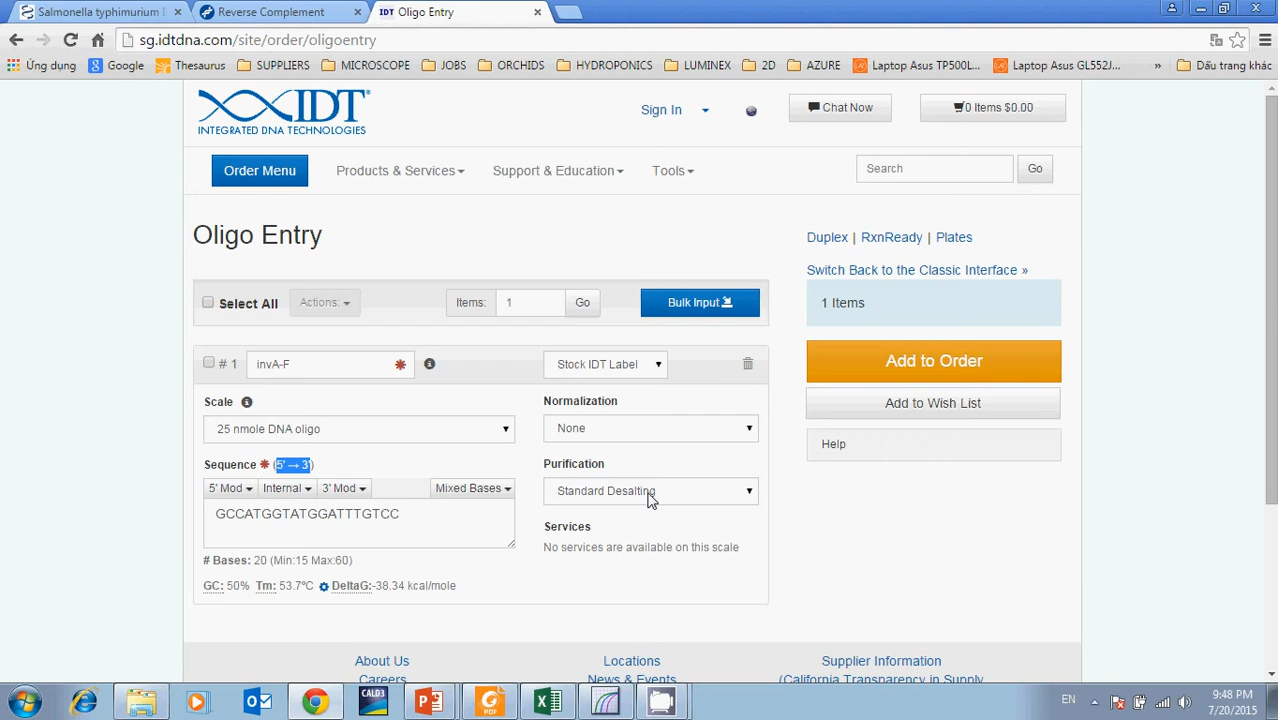 Salmonella typhimurium
Reverse Complement
IDT Oligo Entry
sg.idtdna.com/site/order/oligoentry
Ứng dụng Google Thesaurus SUPPLIERS MICROSCOPE JOBS ORCHIDS HYDROPONICS LUMINEX 2D AZURE Laptop Asus TP500L... Laptop Asus GL552J... » Dấu trang khác
IDT®
INTEGRATED DNA TECHNOLOGIES
Sign In Chat Now 0 Items $0.00
Order Menu Products & Services Support & Education Tools Search Go
Oligo Entry
Duplex | RxnReady | Plates
Switch Back to the Classic Interface »
Select All Actions: Items: 1 Go Bulk Input
1 Items
# 1 invA-F Stock IDT Label
Add to Order
Scale Normalization
Add to Wish List
25 nmole DNA oligo None
Help
Sequence (5' → 3') Purification
5' Mod Internal 3' Mod Mixed Bases Standard Desalting
GCCATGGTATGGATTTGTCC
Services
No services are available on this scale
# Bases: 20 (Min:15 Max:60)
GC: 50% Tm: 53.7ºC DeltaG:-38.34 kcal/mole
About Us Locations Supplier Information
Careers News & Events (California Transparency in Supply
CALD3 PDF EN 9:48 PM
7/20/2015